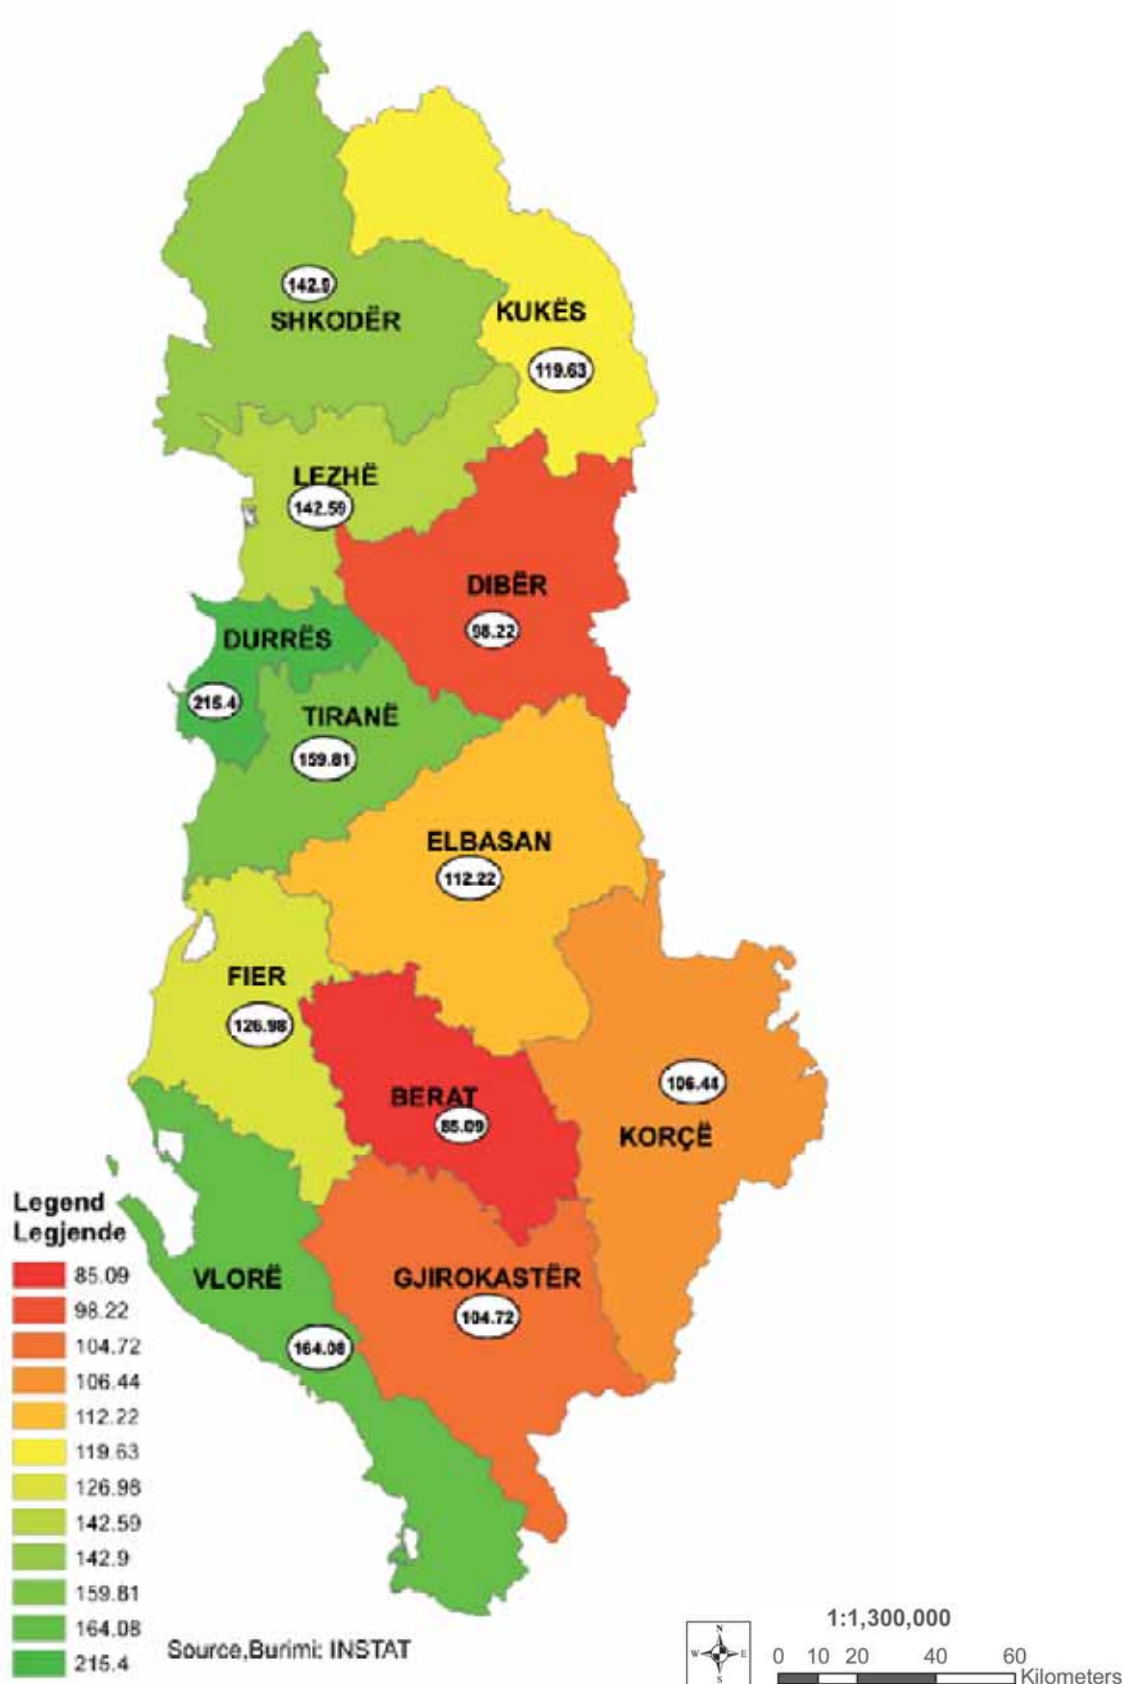 142.9
SHKODËR
KUKËS
119.63
LEZHË
142.59
DIBËR
98.22
DURRËS
215.4
TIRANË
159.81
ELBASAN
112.22
FIER
126.98
BERAT
85.09
106.44
KORÇË
VLORË
164.08
GJIROKASTËR
104.72
Legend
Legjende
85.09
98.22
104.72
106.44
112.22
119.63
126.98
142.59
142.9
159.81
164.08
215.4
Source,Burimi: INSTAT
N
W E
S
1:1,300,000
0 10 20 40 60
Kilometers